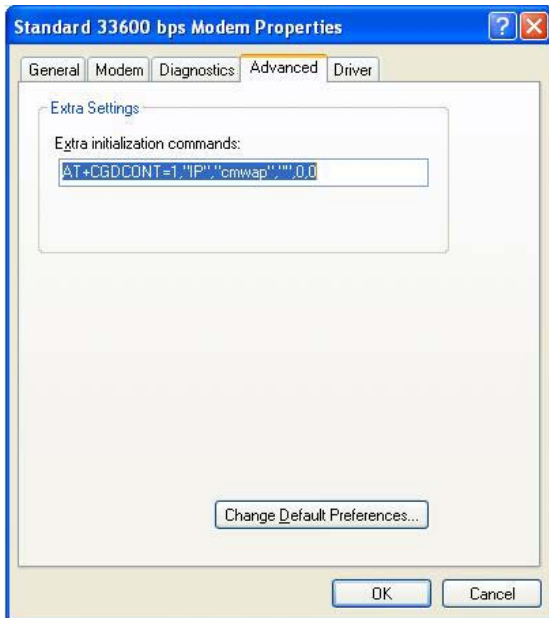 Standard 33600 bps Modem Properties
General Modem Diagnostics Advanced Driver
Extra Settings
Extra initialization commands:
AT+CGDCONT=1,"IP","cmwap","",0,0
Change Default Preferences...
OK Cancel